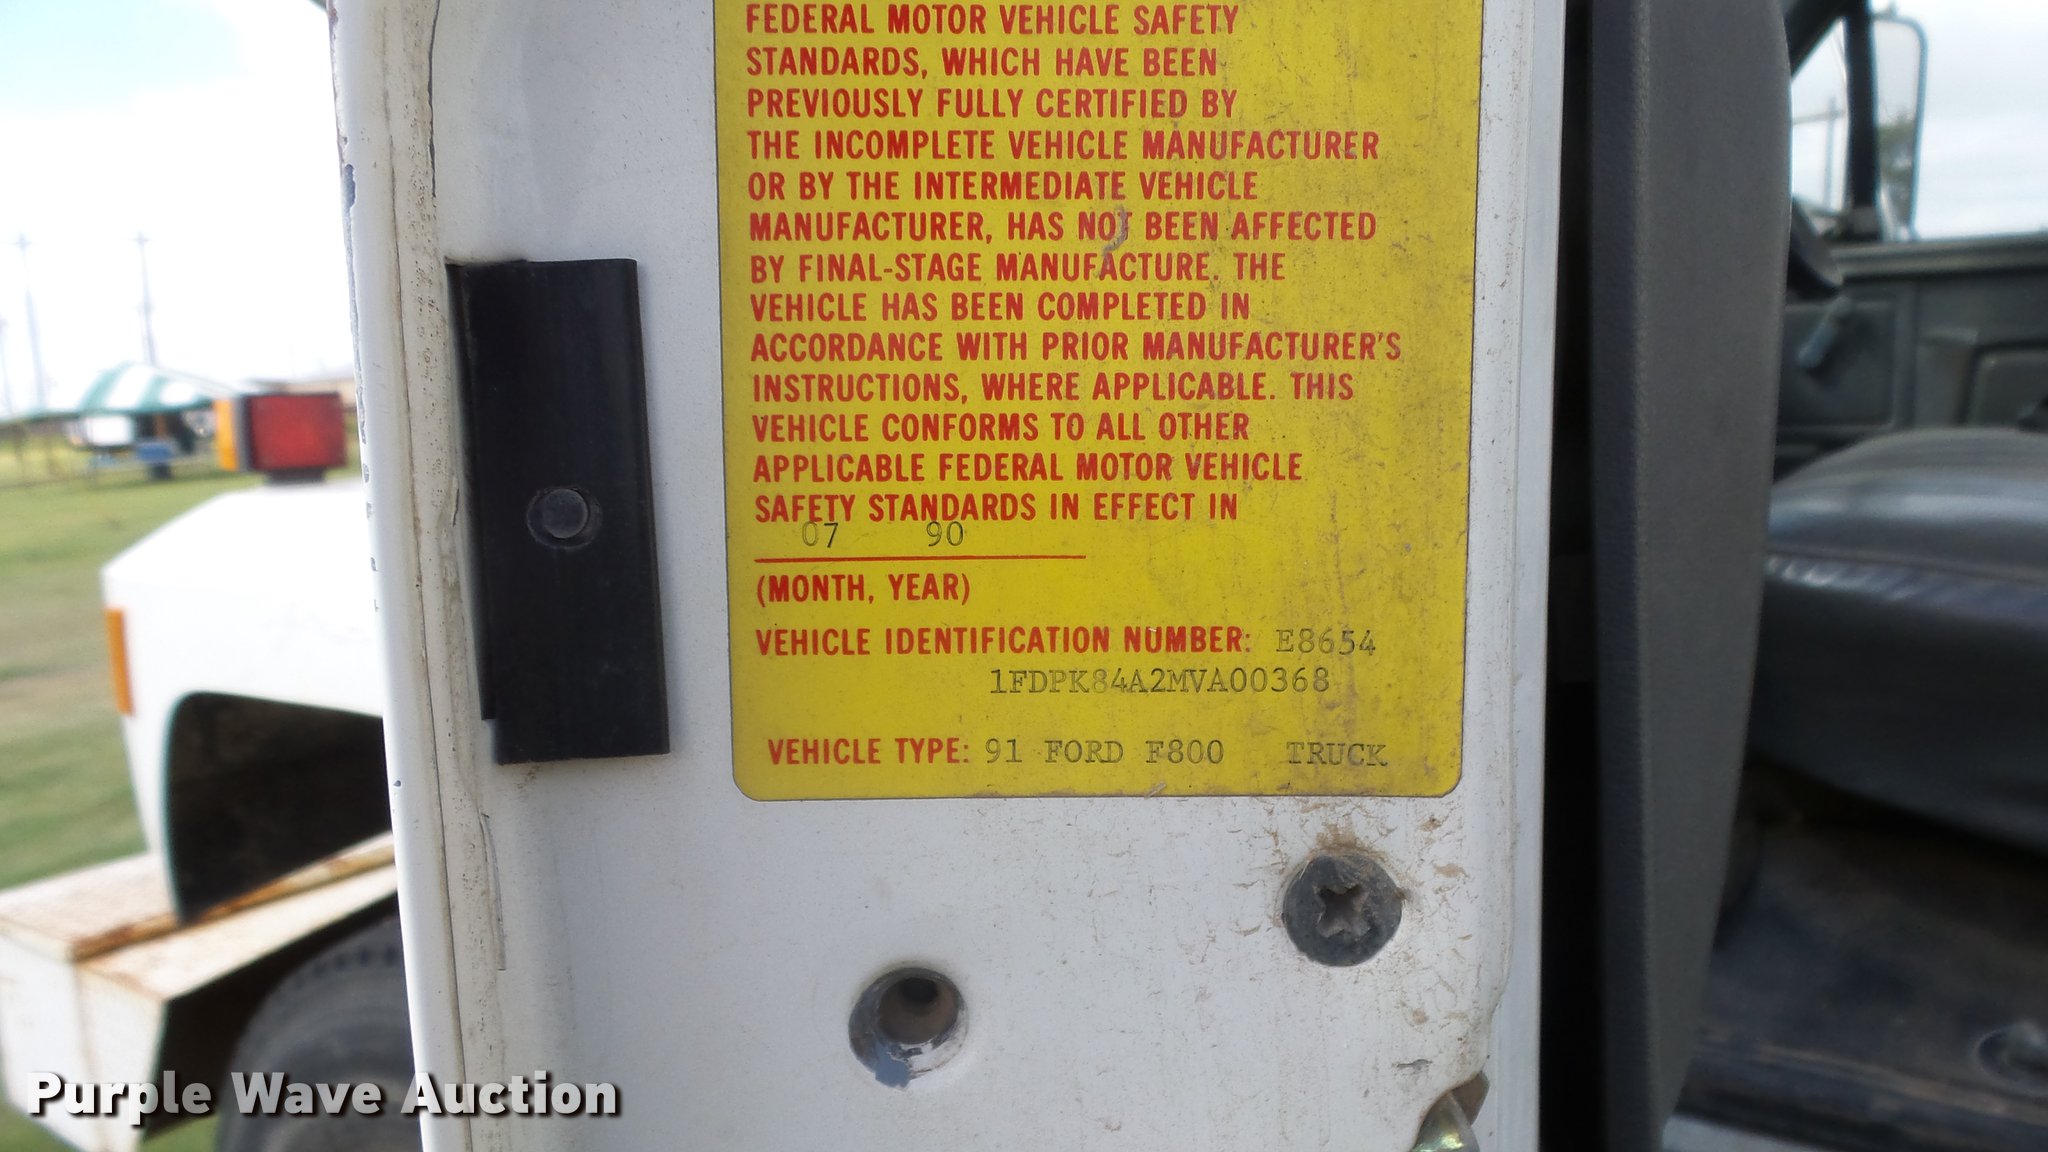 FEDERAL MOTOR VEHICLE SAFETY
STANDARDS, WHICH HAVE BEEN
PREVIOUSLY FULLY CERTIFIED BY
THE INCOMPLETE VEHICLE MANUFACTURER
OR BY THE INTERMEDIATE VEHICLE
MANUFACTURER, HAS NOT BEEN AFFECTED
BY FINAL-STAGE MANUFACTURE. THE
VEHICLE HAS BEEN COMPLETED IN
ACCORDANCE WITH PRIOR MANUFACTURER'S
INSTRUCTIONS, WHERE APPLICABLE. THIS
VEHICLE CONFORMS TO ALL OTHER
APPLICABLE FEDERAL MOTOR VEHICLE
SAFETY STANDARDS IN EFFECT IN
07 90
(MONTH, YEAR)
VEHICLE IDENTIFICATION NUMBER: E8654
1FDPK84A2MVA00368
VEHICLE TYPE: 91 FORD F800 TRUCK
Purple Wave Auction